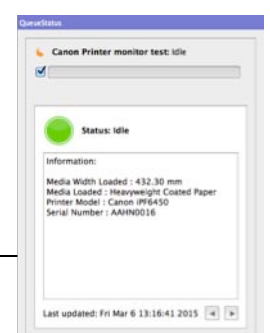 QueueStatus
Canon Printer monitor test: Idle
Status: Idle
Information:
Media Width Loaded : 432.30 mm
Media Loaded : Heavyweight Coated Paper
Printer Model : Canon iPF6450
Serial Number : AAHN0016
Last updated: Fri Mar 6 13:16:41 2015